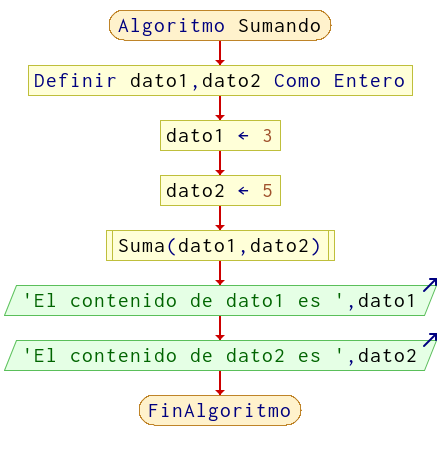 Algoritmo Sumando
Definir dato1,dato2 Como Entero
dato1 ← 3
dato2 ← 5
Suma(dato1,dato2)
'El contenido de dato1 es ',dato1
'El contenido de dato2 es ',dato2
FinAlgoritmo